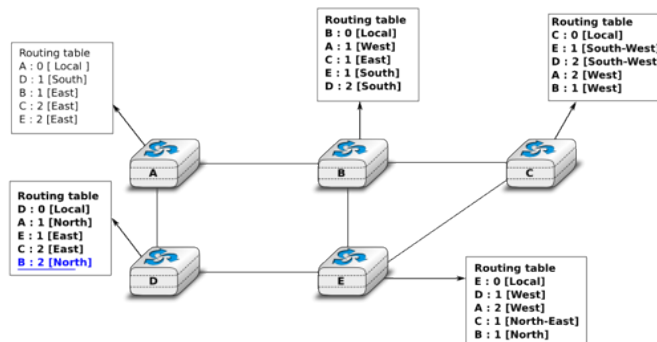 Routing table
A : 0 [ Local ]
D : 1 [South]
B : 1 [East]
C : 2 [East]
E : 2 [East]
Routing table
B : 0 [Local]
A : 1 [West]
C : 1 [East]
E : 1 [South]
D : 2 [South]
Routing table
C : 0 [Local]
E : 1 [South-West]
D : 2 [South-West]
A : 2 [West]
B : 1 [West]
A
B
C
Routing table
D : 0 [Local]
A : 1 [North]
E : 1 [East]
C : 2 [East]
B : 2 [North]
D
E
Routing table
E : 0 [Local]
D : 1 [West]
A : 2 [West]
C : 1 [North-East]
B : 1 [North]